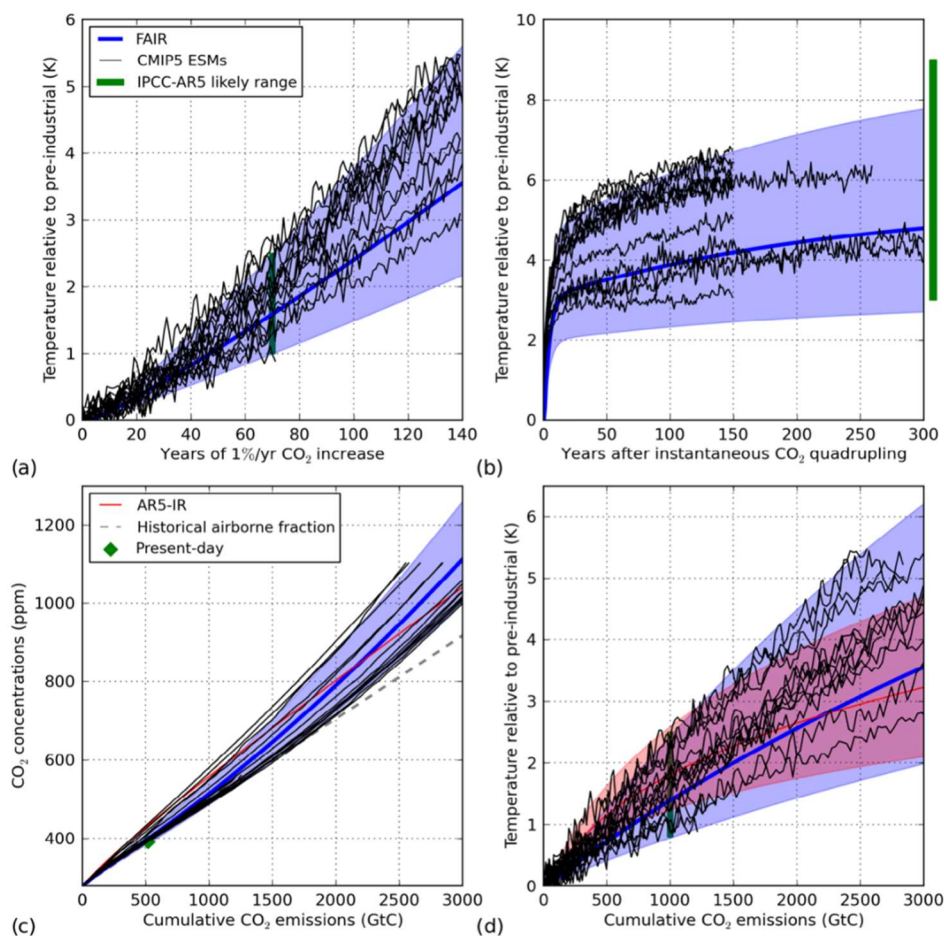 6
5
4
3
2
1
0
Temperature relative to pre-industrial (K)
FAIR
CMIP5 ESMs
IPCC-AR5 likely range
0 20 40 60 80 100 120 140
Years of 1%/yr CO₂ increase
(a)
10
8
6
4
2
0
Temperature relative to pre-industrial (K)
0 50 100 150 200 250 300
Years after instantaneous CO₂ quadrupling
(b)
1200
1000
800
600
400
CO₂ concentrations (ppm)
AR5-IR
Historical airborne fraction
Present-day
0 500 1000 1500 2000 2500 3000
Cumulative CO₂ emissions (GtC)
(c)
6
5
4
3
2
1
0
Temperature relative to pre-industrial (K)
0 500 1000 1500 2000 2500 3000
Cumulative CO₂ emissions (GtC)
(d)